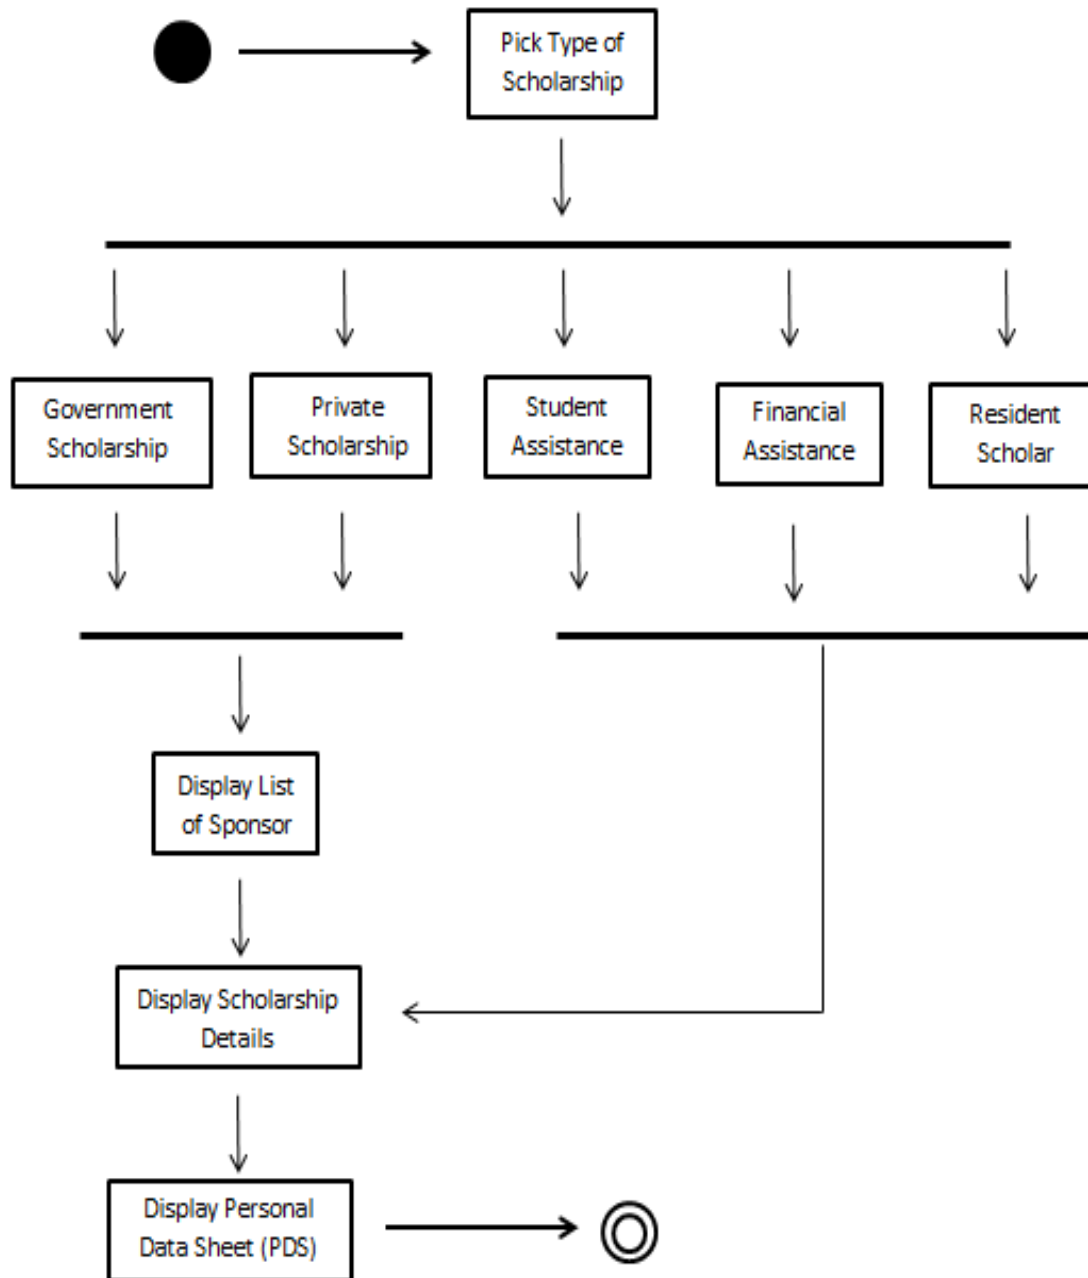 Pick Type of
Scholarship
Government
Scholarship
Private
Scholarship
Student
Assistance
Financial
Assistance
Resident
Scholar
Display List
of Sponsor
Display Scholarship
Details
Display Personal
Data Sheet (PDS)